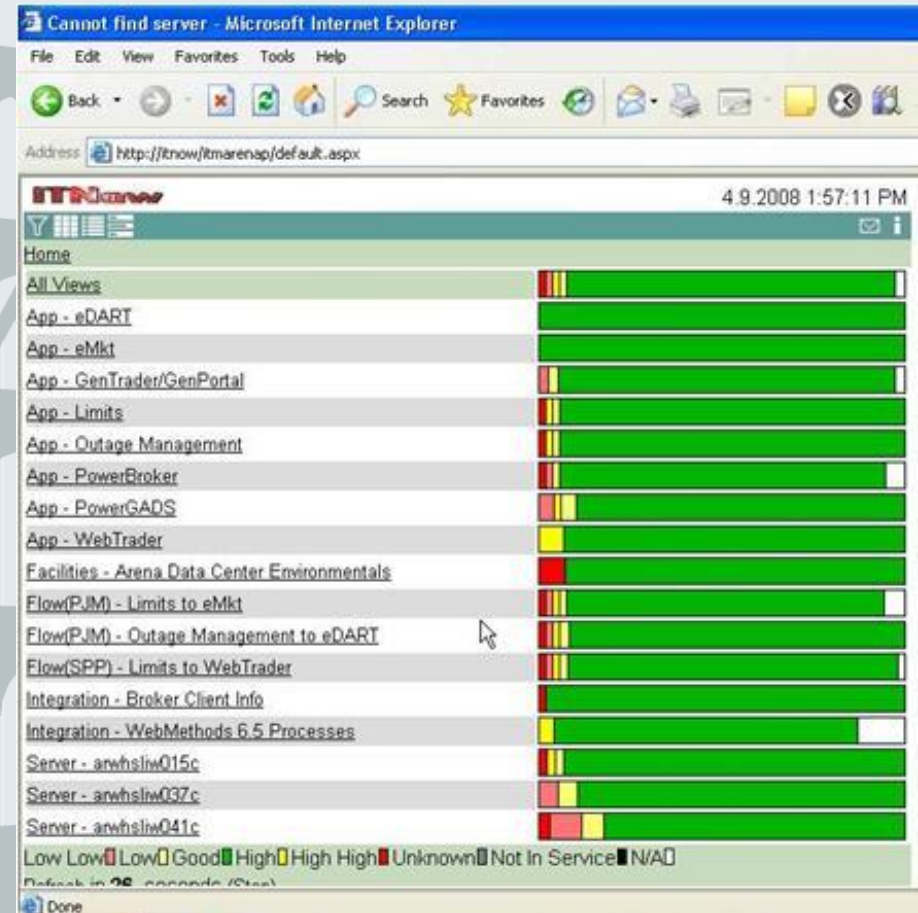 Cannot find server - Microsoft Internet Explorer
File Edit View Favorites Tools Help
Back Search Favorites
Address http://itnow/itmarenap/default.aspx
ITNow 4.9.2008 1:57:11 PM
Home
All Views
App - eDART
App - eMkt
App - GenTrader/GenPortal
App - Limits
App - Outage Management
App - PowerBroker
App - PowerGADS
App - WebTrader
Facilities - Arena Data Center Environmentals
Flow(PJM) - Limits to eMkt
Flow(PJM) - Outage Management to eDART
Flow(SPP) - Limits to WebTrader
Integration - Broker Client Info
Integration - WebMethods 6.5 Processes
Server - arwhsliw015c
Server - arwhsliw037c
Server - arwhsliw041c
Low Low Low Good High High High Unknown Not In Service N/A
Refresh in 26 seconds (Stop)
Done